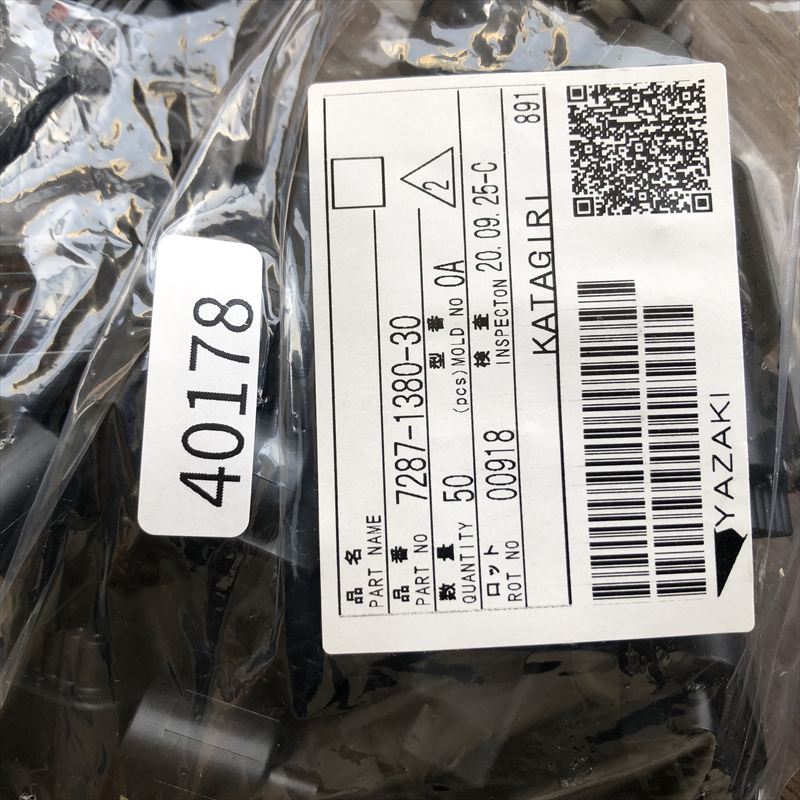 40178
品名
PART NAME
2
品番
PART NO 7287-1380-30
数量 型番
QUANTITY 50 (pcs) MOLD NO 0A
ロット 検査
ROT NO 00918 INSPECTON 20.09.25-C
KATAGIRI 891
YAZAKI